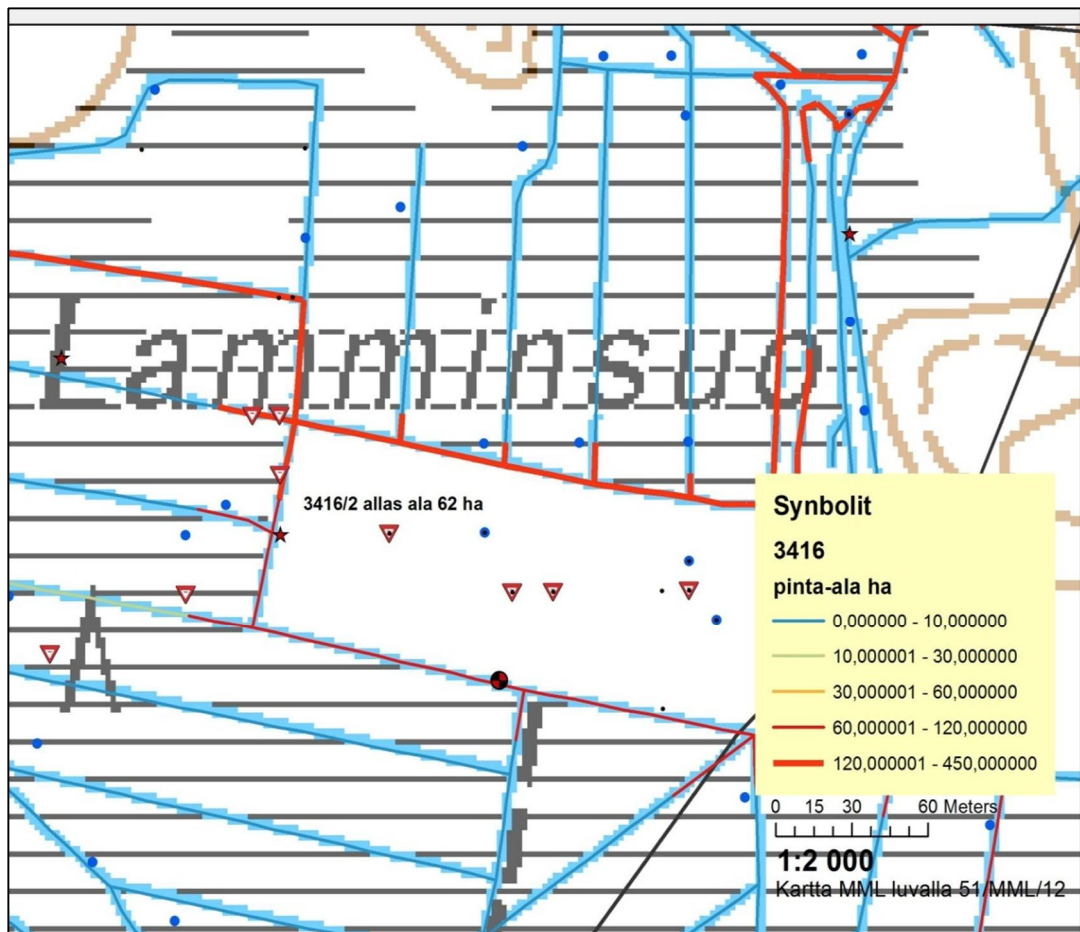 Lamminsuo
3416/2 allas ala 62 ha
Synbolit
3416
pinta-ala ha
0,000000 - 10,000000
10,000001 - 30,000000
30,000001 - 60,000000
60,000001 - 120,000000
120,000001 - 450,000000
0 15 30 60 Meters
1:2 000
Kartta MML luvalla 51/MML/12